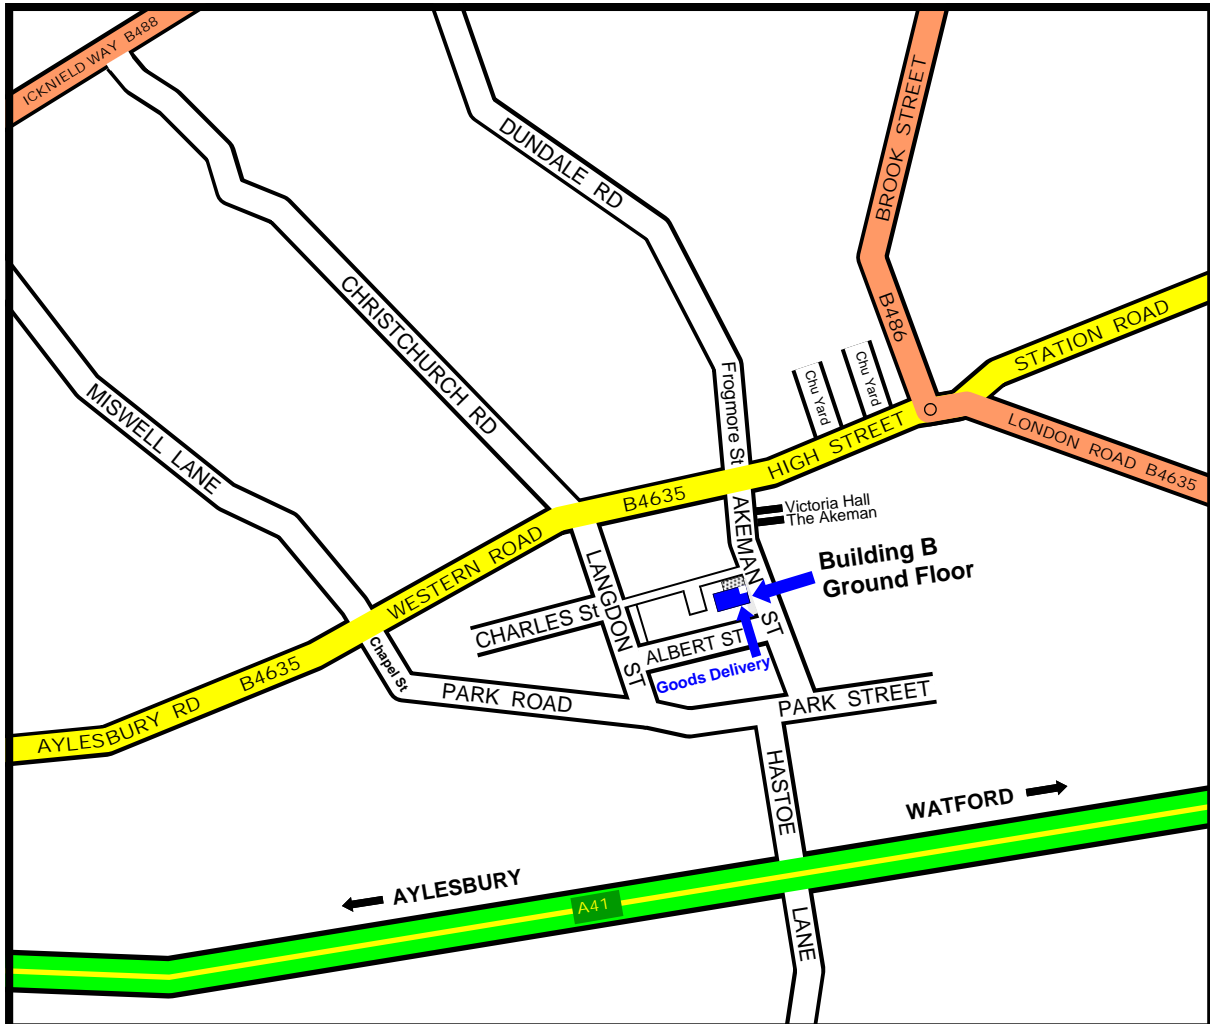 ICKNIELD WAY B488
DUNDALE RD
BROOK STREET
CHRISTCHURCH RD
B486
STATION ROAD
MISWELL LANE
Frogmore St
Chu Yard
Chu Yard
HIGH STREET
LONDON ROAD B4635
B4635
Victoria Hall
The Akeman
AKEMAN ST
WESTERN ROAD
LANGDON ST
Building B
Ground Floor
CHARLES St
ALBERT ST
Goods Delivery
Chapel St
B4635
AYLESBURY RD
PARK ROAD
PARK STREET
HASTOE LANE
WATFORD
AYLESBURY
A41